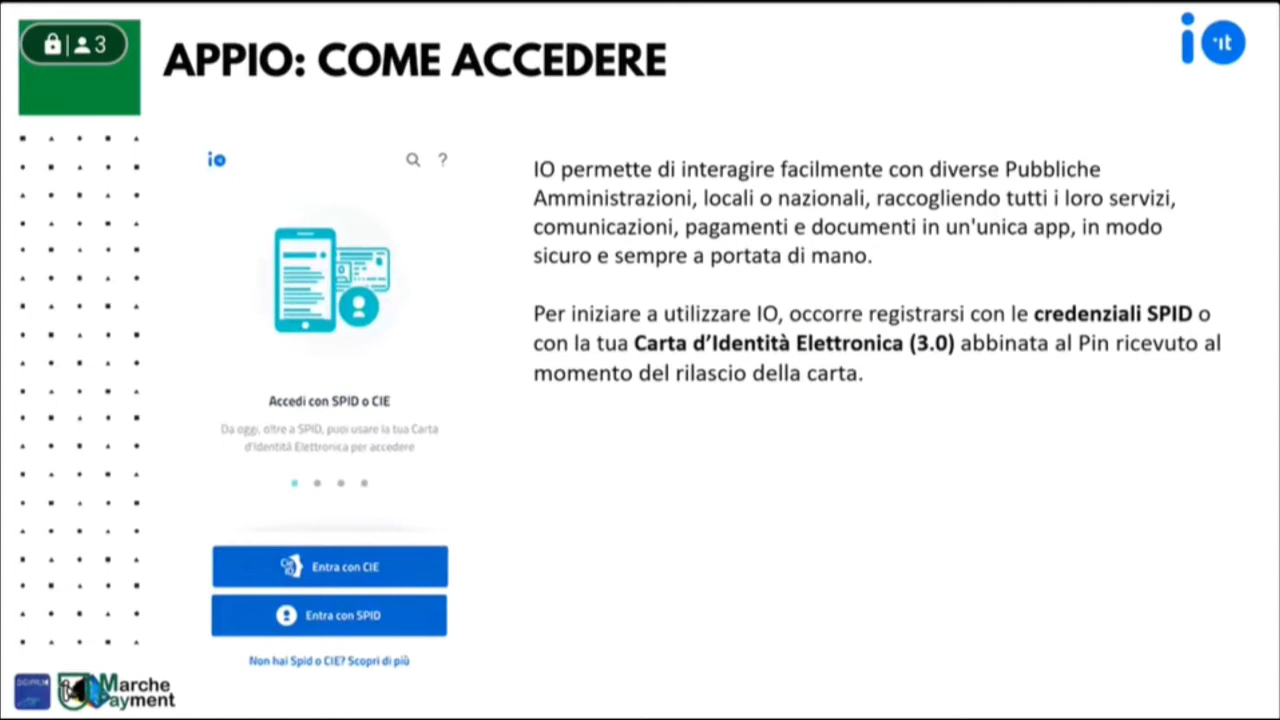 3
APPIO: COME ACCEDERE
io
it
io
?
IO permette di interagire facilmente con diverse Pubbliche
Amministrazioni, locali o nazionali, raccogliendo tutti i loro servizi,
comunicazioni, pagamenti e documenti in un'unica app, in modo
sicuro e sempre a portata di mano.
Per iniziare a utilizzare IO, occorre registrarsi con le credenziali SPID o
con la tua Carta d'Identità Elettronica (3.0) abbinata al Pin ricevuto al
momento del rilascio della carta.
Accedi con SPID o CIE
Da oggi, oltre a SPID, puoi usare la tua Carta
d'Identità Elettronica per accedere
Entra con CIE
Entra con SPID
Non hai Spid o CIE? Scopri di più
Marche
Payment